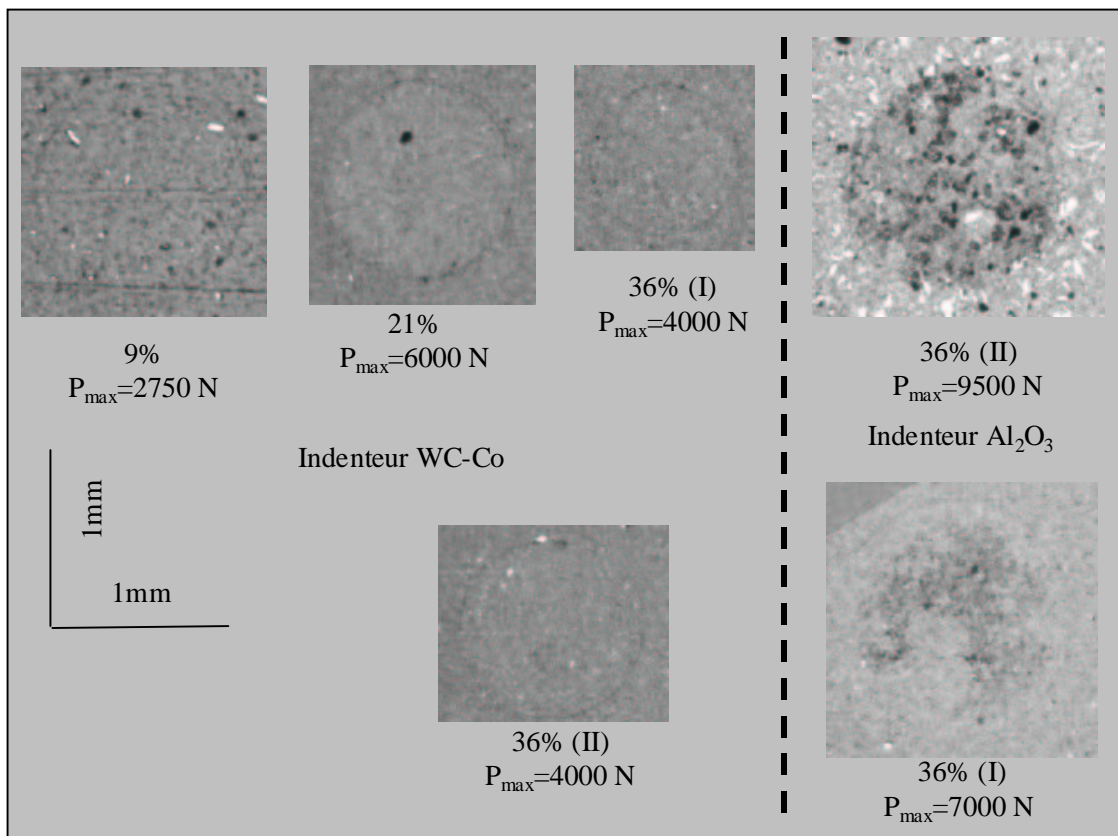 9%
Pmax=2750 N
21%
Pmax=6000 N
36% (I)
Pmax=4000 N
36% (II)
Pmax=9500 N
Indenteur WC-Co
Indenteur Al2O3
1mm
1mm
36% (II)
Pmax=4000 N
36% (I)
Pmax=7000 N